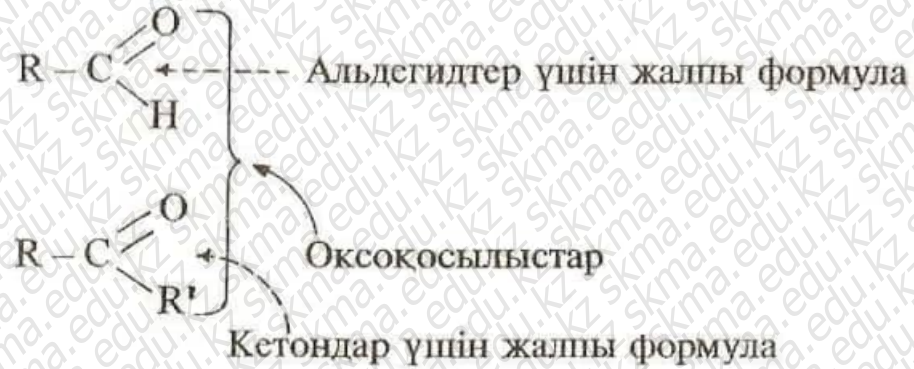 O
R – C
H
Альдегидтер үшін жалпы формула
O
R – C
R'
Оксоқосылыстар
Кетондар үшін жалпы формула